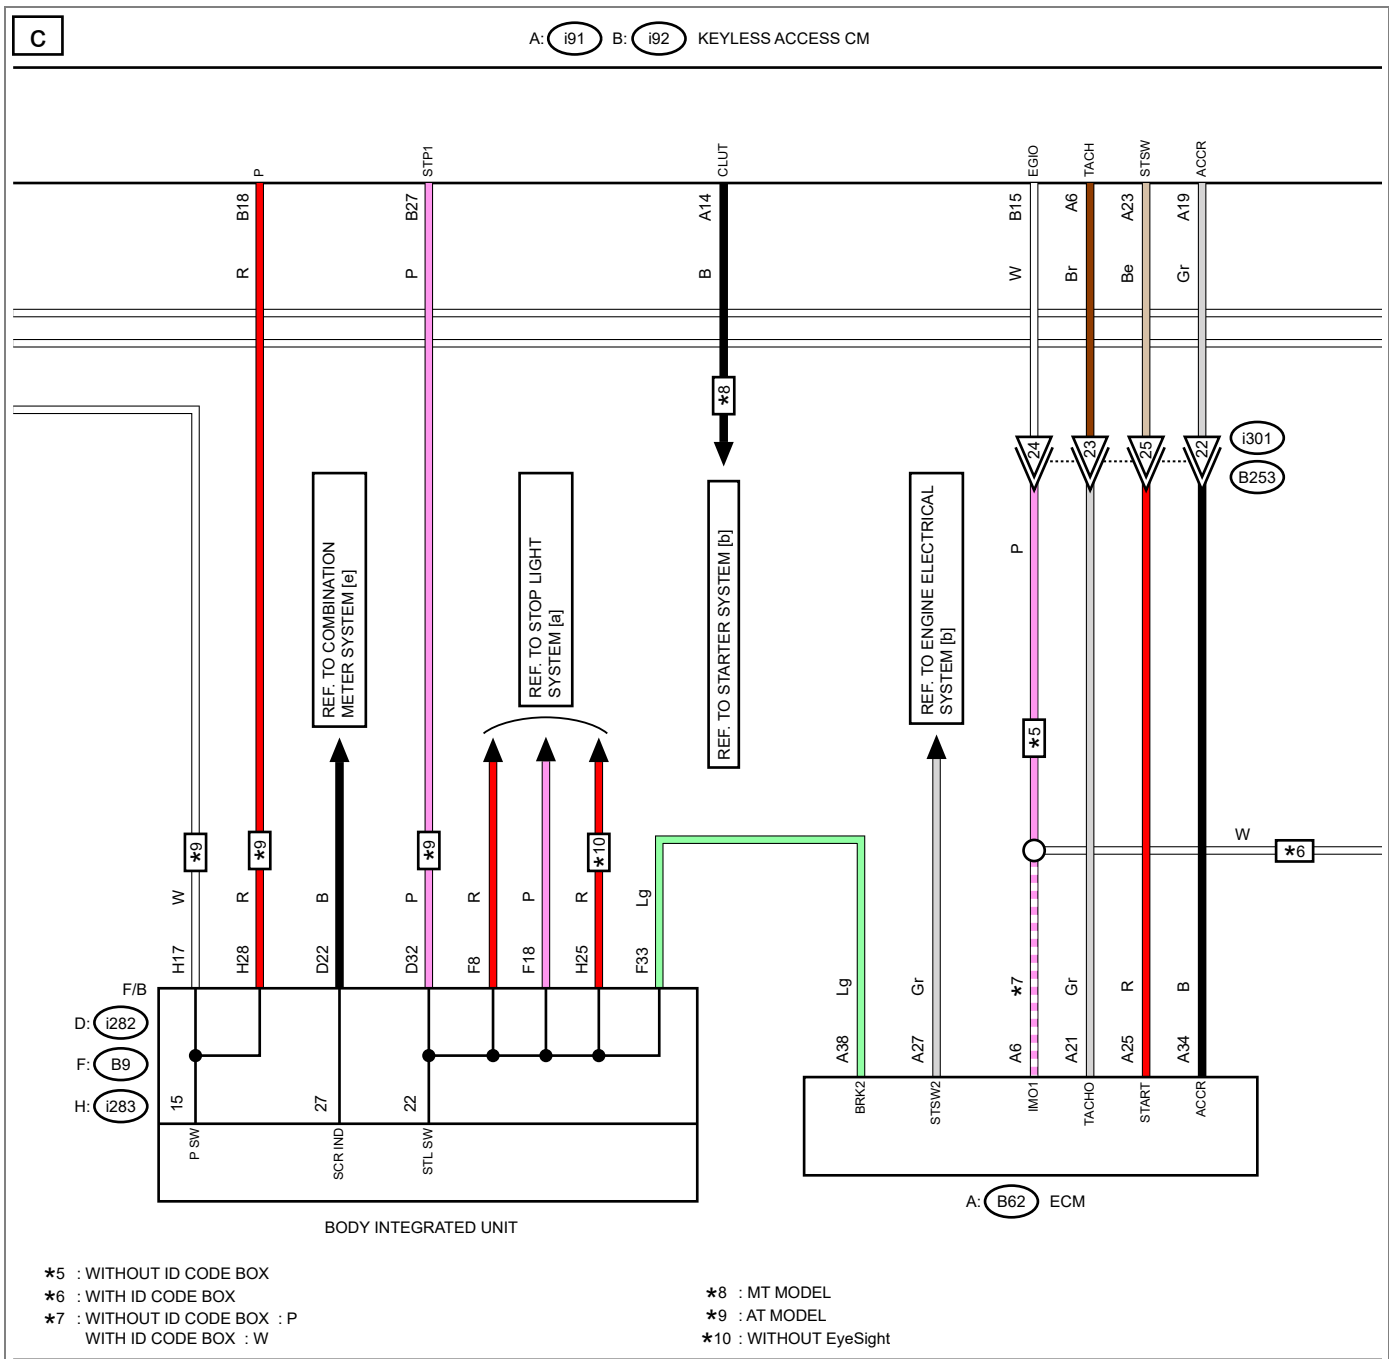 C
A: i91 B: i92 KEYLESS ACCESS CM
P
STP1
CLUT
EGIO
TACH
STSW
ACCR
B18
B27
A14
B15
A6
A23
A19
R
P
B
W
Br
Be
Gr
*8
24
23
25
22
i301
B253
REF. TO COMBINATION
METER SYSTEM [e]
REF. TO STOP LIGHT
SYSTEM [a]
REF. TO STARTER SYSTEM [b]
REF. TO ENGINE ELECTRICAL
SYSTEM [b]
P
*5
W
*6
*9
*9
*9
*10
W
R
B
P
R
P
R
Lg
H17
H28
D22
D32
F8
F18
H25
F33
Lg
Gr
*7
Gr
R
B
A38
A27
A6
A21
A25
A34
F/B
D: i282
F: B9
H: i283
15
27
22
P SW
SCR IND
STL SW
BRK2
STSW2
IMO1
TACHO
START
ACCR
A: B62 ECM
BODY INTEGRATED UNIT
*5 : WITHOUT ID CODE BOX
*6 : WITH ID CODE BOX
*7 : WITHOUT ID CODE BOX : P
WITH ID CODE BOX : W
*8 : MT MODEL
*9 : AT MODEL
*10 : WITHOUT EyeSight